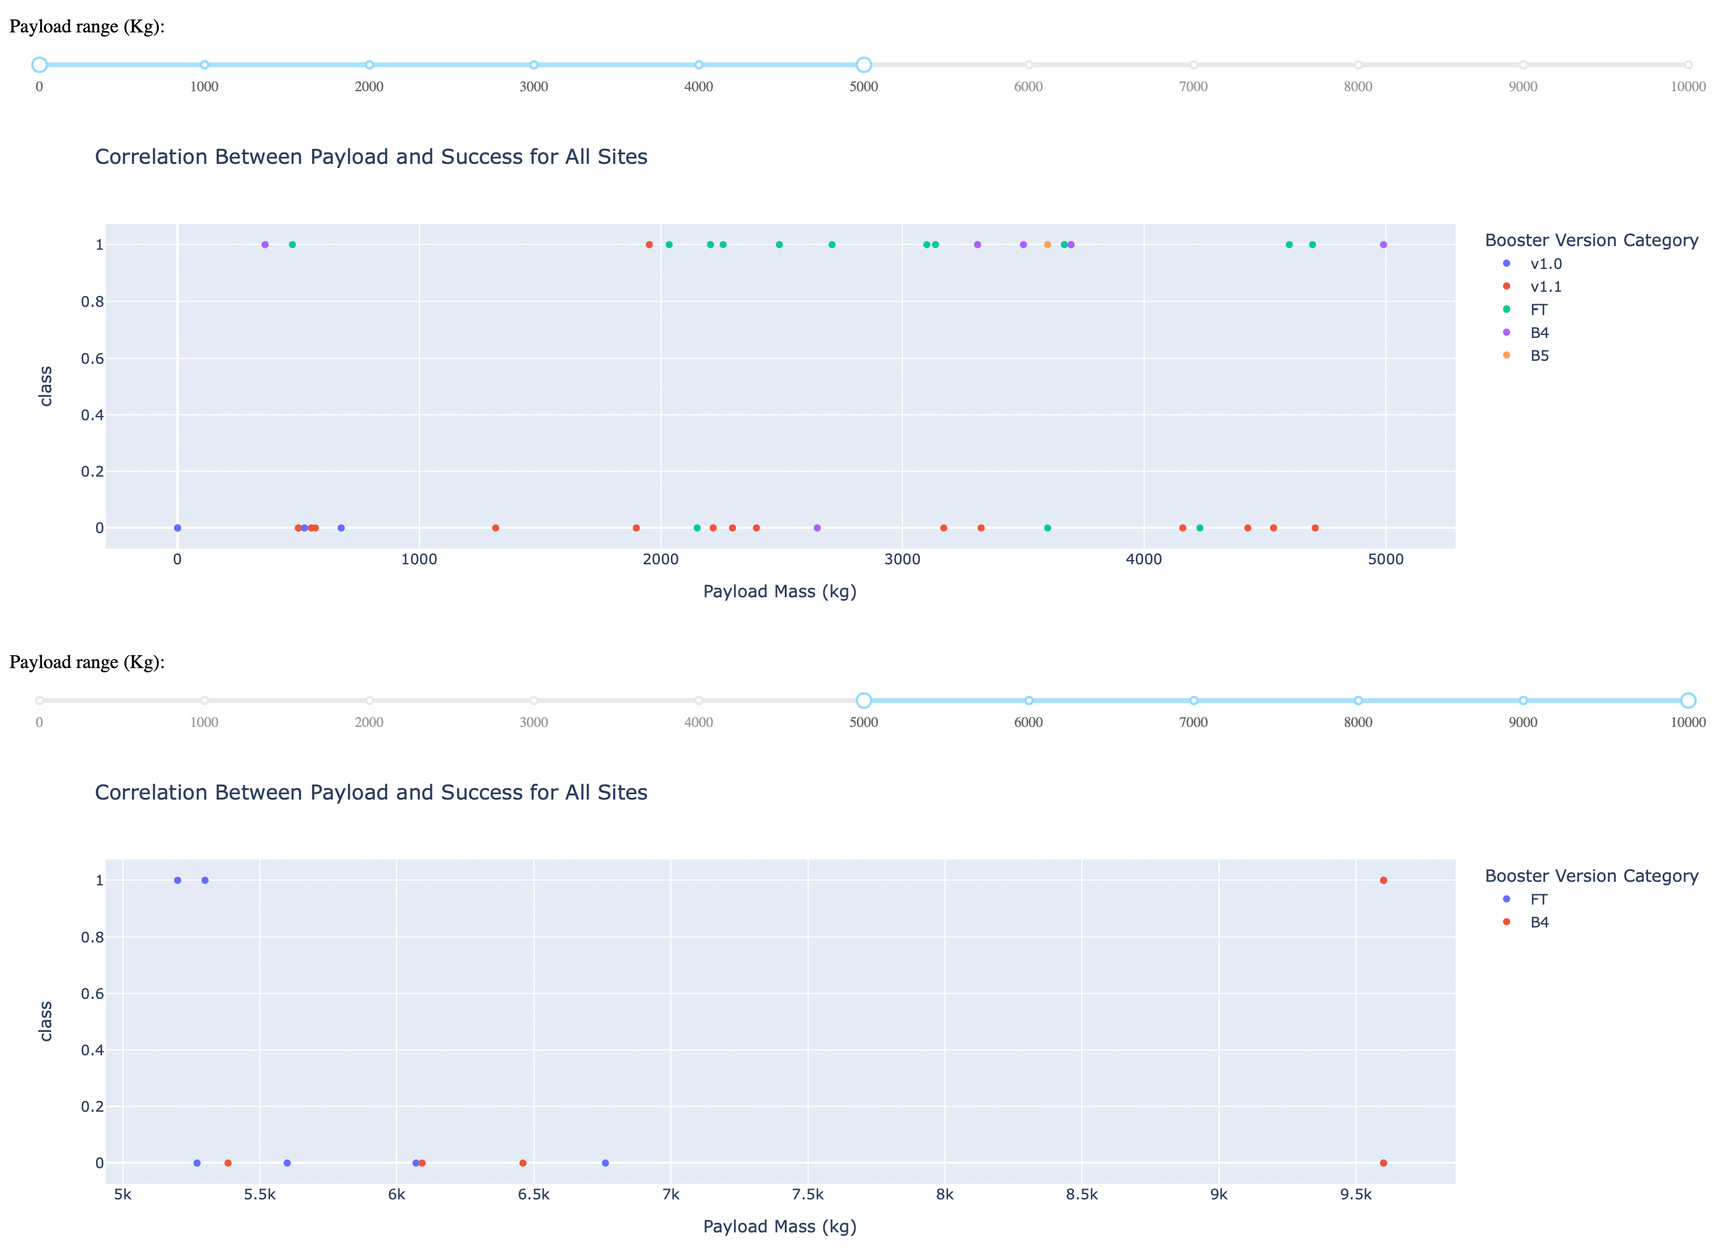 Payload range (Kg):
0 1000 2000 3000 4000 5000 6000 7000 8000 9000 10000
Correlation Between Payload and Success for All Sites
Booster Version Category
v1.0
v1.1
FT
B4
B5
1
0.8
0.6
0.4
0.2
0
class
0 1000 2000 3000 4000 5000
Payload Mass (kg)
Payload range (Kg):
0 1000 2000 3000 4000 5000 6000 7000 8000 9000 10000
Correlation Between Payload and Success for All Sites
Booster Version Category
FT
B4
1
0.8
0.6
0.4
0.2
0
class
5k 5.5k 6k 6.5k 7k 7.5k 8k 8.5k 9k 9.5k
Payload Mass (kg)